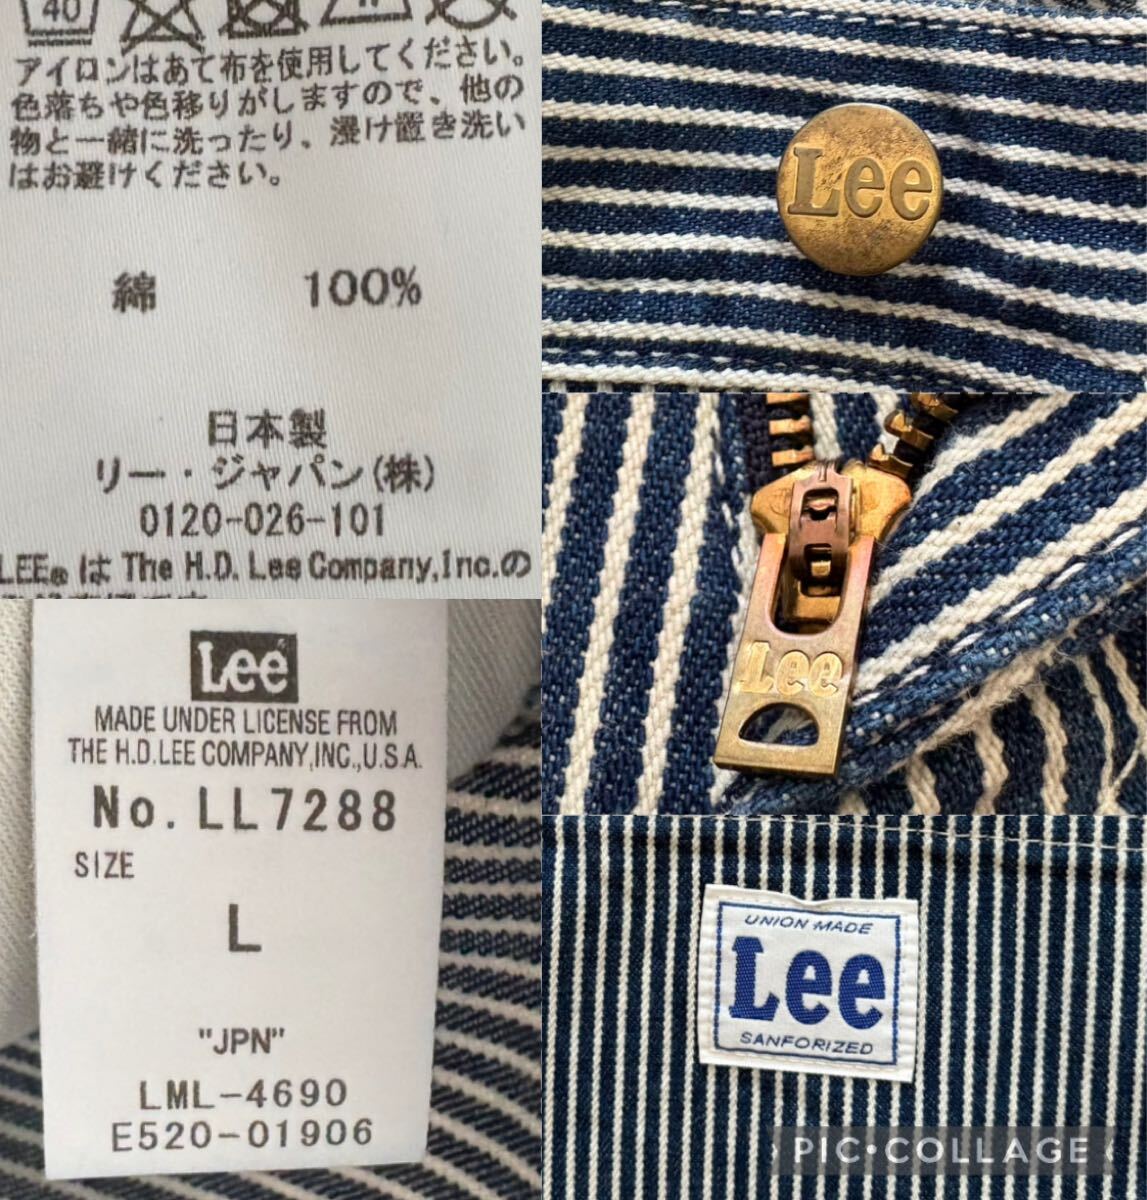 40
アイロンはあて布を使用してください。
色落ちや色移りがしますので、他の
物と一緒に洗ったり、浸け置き洗い
はお避けください。
綿 100%
日本製
リー・ジャパン(株)
0120-026-101
LEE®は The H.D. Lee Company,Inc.の
Lee
MADE UNDER LICENSE FROM
THE H.D.LEE COMPANY,INC.,U.S.A.
No. LL7288
SIZE
L
"JPN"
LML-4690
E520-01906
Lee
Lee
UNION MADE
Lee
SANFORIZED
PIC•COLLAGE